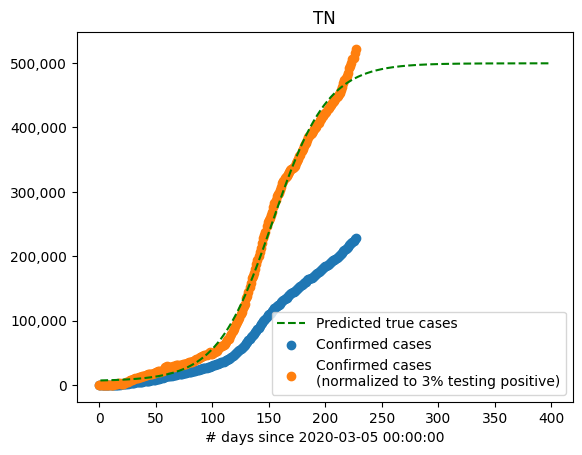 TN
500,000
400,000
300,000
200,000
100,000
0
Predicted true cases
Confirmed cases
Confirmed cases
(normalized to 3% testing positive)
0 50 100 150 200 250 300 350 400
# days since 2020-03-05 00:00:00